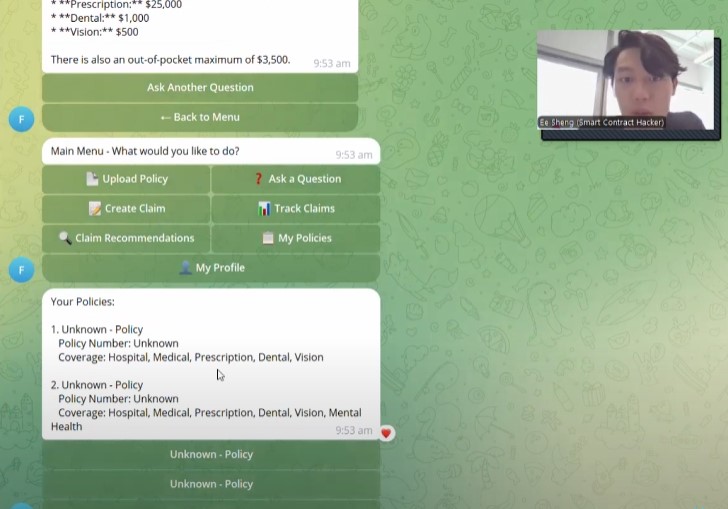 * **Prescription:** $25,000
* **Dental:** $1,000
* **Vision:** $500
There is also an out-of-pocket maximum of $3,500.
9:53 am
Ask Another Question
← Back to Menu
F
Ee Sheng (Smart Contract Hacker)
Main Menu - What would you like to do?
9:53 am
Upload Policy
❓ Ask a Question
Create Claim
Track Claims
Claim Recommendations
My Policies
My Profile
F
Your Policies:
1. Unknown - Policy
Policy Number: Unknown
Coverage: Hospital, Medical, Prescription, Dental, Vision
2. Unknown - Policy
Policy Number: Unknown
Coverage: Hospital, Medical, Prescription, Dental, Vision, Mental
Health
9:53 am
Unknown - Policy
Unknown - Policy